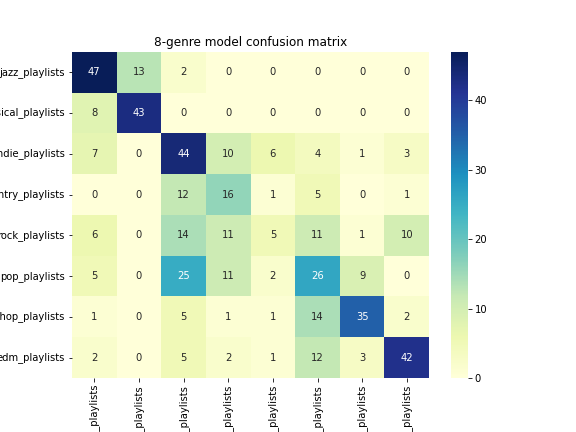 8-genre model confusion matrix
jazz_playlists 47 13 2 0 0 0 0 0
sical_playlists 8 43 0 0 0 0 0 0
ndie_playlists 7 0 44 10 6 4 1 3
ntry_playlists 0 0 12 16 1 5 0 1
rock_playlists 6 0 14 11 5 11 1 10
pop_playlists 5 0 25 11 2 26 9 0
hop_playlists 1 0 5 1 1 14 35 2
edm_playlists 2 0 5 2 1 12 3 42
40
30
20
10
0
_playlists
_playlists
_playlists
_playlists
_playlists
_playlists
_playlists
_playlists